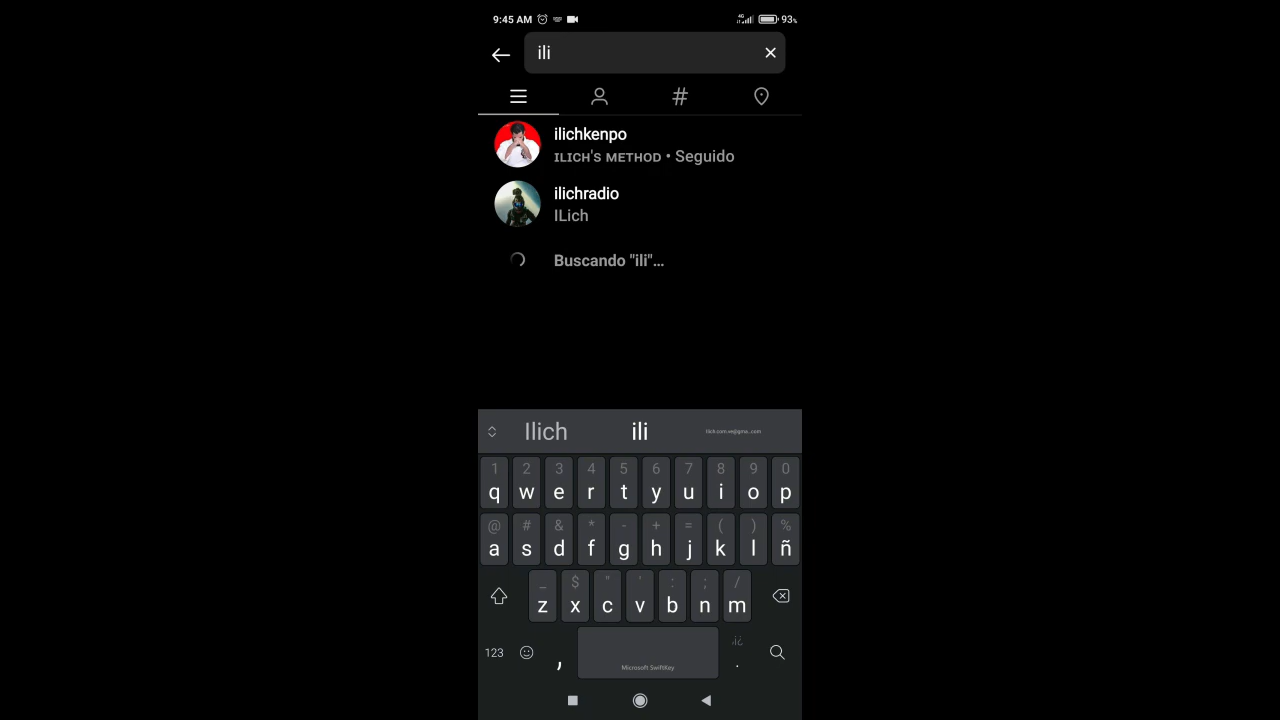 9:45 AM 4G 93%
ili
ilichkenpo
ILICH'S METHOD • Seguido
ilichradio
ILich
Buscando "ili"...
Ilich ili
1 2 3 4 5 6 7 8 9 0
q w e r t y u i o p
@ # & * - + = ( ) %
a s d f g h j k l ñ
_ $ " ' : ; /
z x c v b n m
123 , Microsoft SwiftKey .